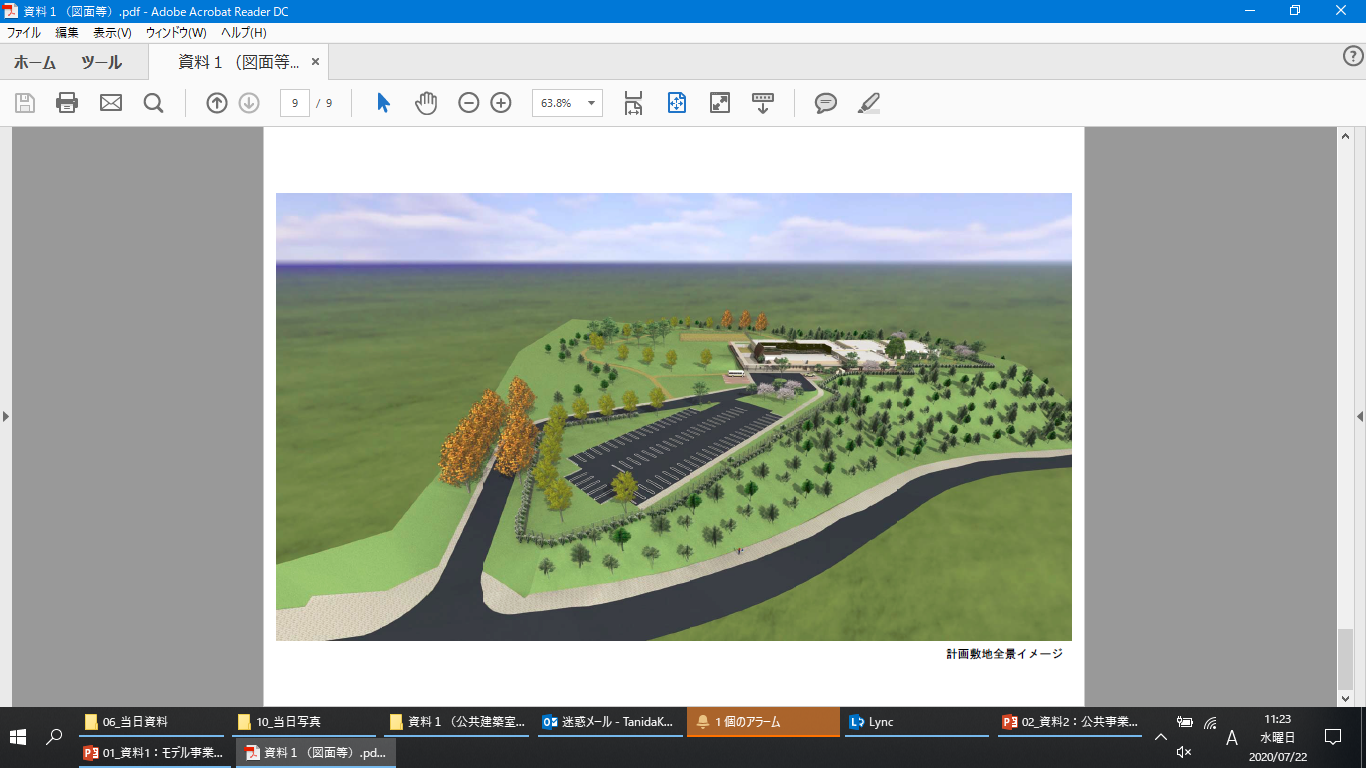 資料１（図面等）.pdf - Adobe Acrobat Reader DC
ファイル 編集 表示(V) ウィンドウ(W) ヘルプ(H)
ホーム ツール 資料１（図面等... ×
9 / 9 63.8%
計画敷地全景イメージ
06_当日資料 10_当日写真 資料１（公共建築室... 迷惑メール - TanidaK... 1 個のアラーム Lync 02_資料2：公共事業...
01_資料1：モデル事業... 資料１（図面等）.pd...
A
11:23
水曜日
2020/07/22